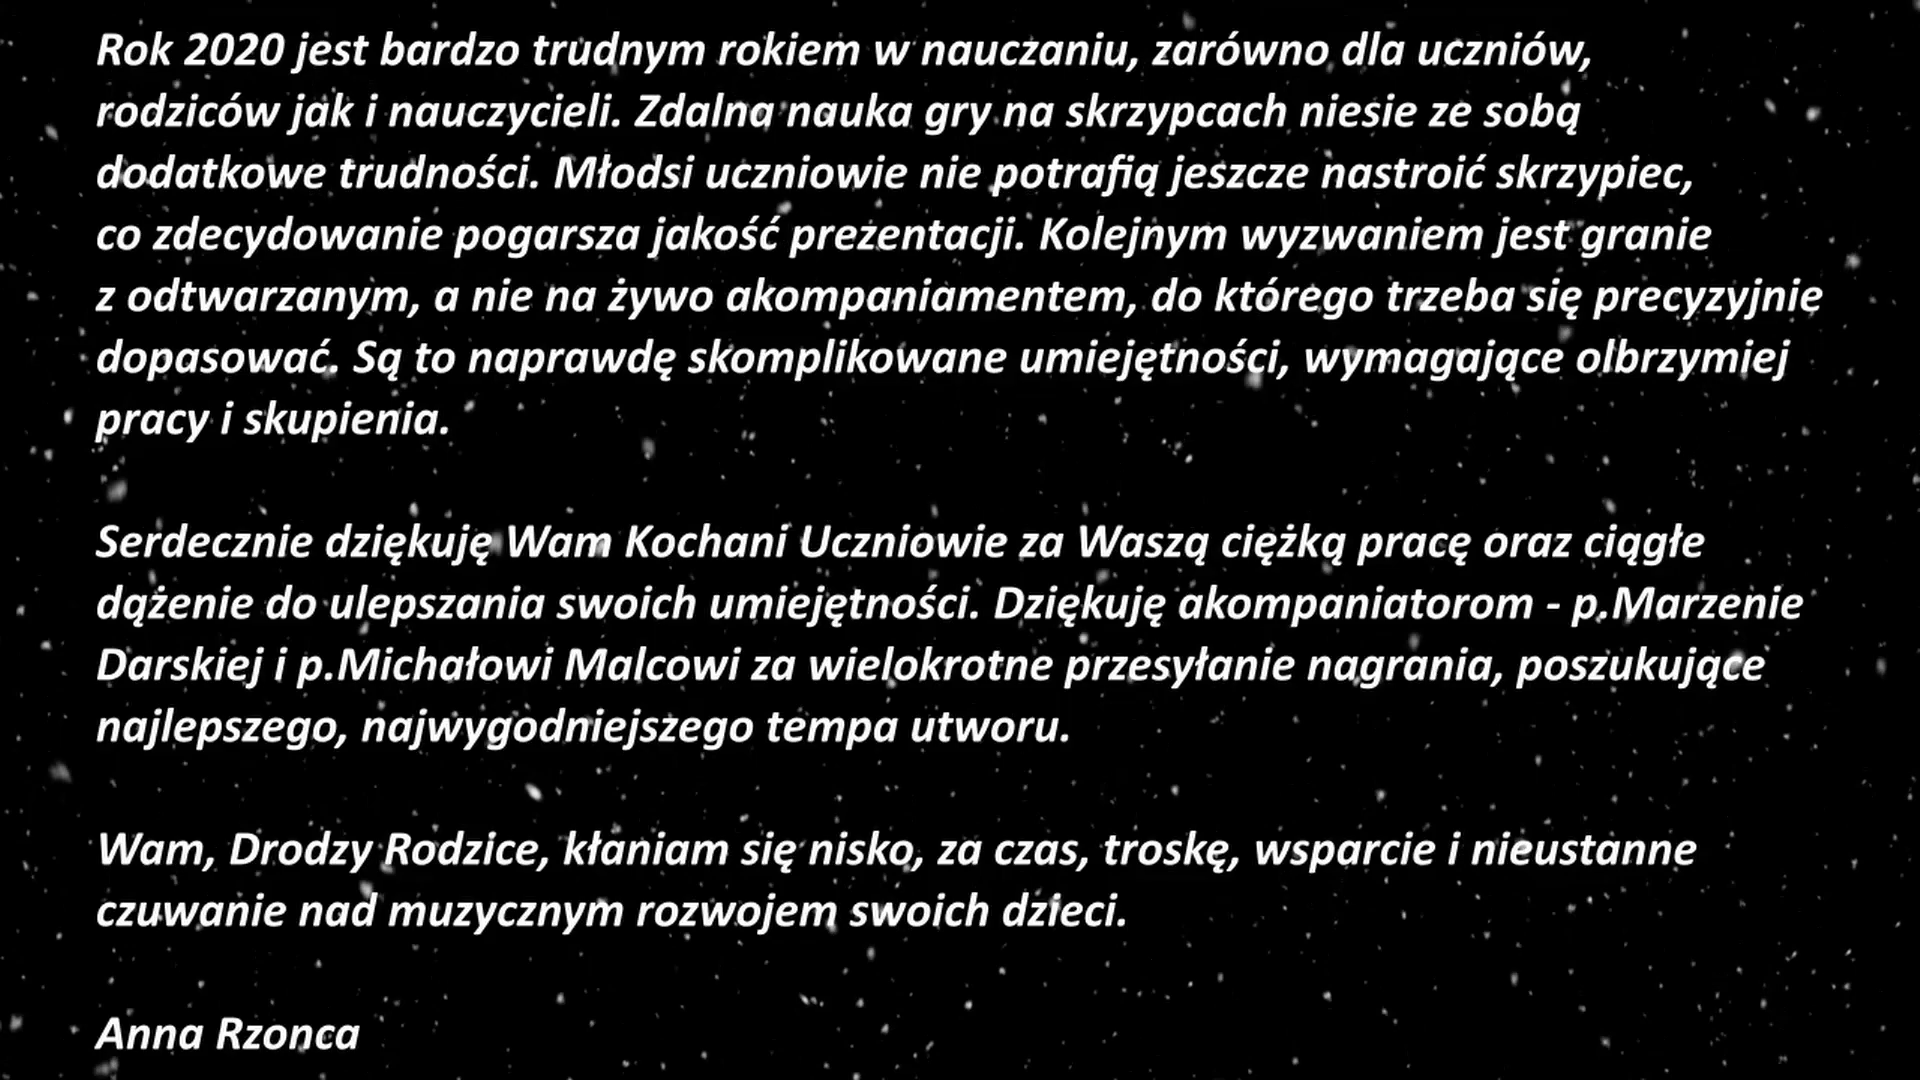 Rok 2020 jest bardzo trudnym rokiem w nauczaniu, zarówno dla uczniów,
rodziców jak i nauczycieli. Zdalna nauka gry na skrzypcach niesie ze sobą
dodatkowe trudności. Młodsi uczniowie nie potrafią jeszcze nastroić skrzypiec,
co zdecydowanie pogarsza jakość prezentacji. Kolejnym wyzwaniem jest granie
z odtwarzanym, a nie na żywo akompaniamentem, do którego trzeba się precyzyjnie
dopasować. Są to naprawdę skomplikowane umiejętności, wymagające olbrzymiej
pracy i skupienia.
Serdecznie dziękuję Wam Kochani Uczniowie za Waszą ciężką pracę oraz ciągłe
dążenie do ulepszania swoich umiejętności. Dziękuję akompaniatorom - p.Marzenie
Darskiej i p.Michałowi Malcowi za wielokrotne przesyłanie nagrania, poszukujące
najlepszego, najwygodniejszego tempa utworu.
Wam, Drodzy Rodzice, kłaniam się nisko, za czas, troskę, wsparcie i nieustanne
czuwanie nad muzycznym rozwojem swoich dzieci.
Anna Rzonca